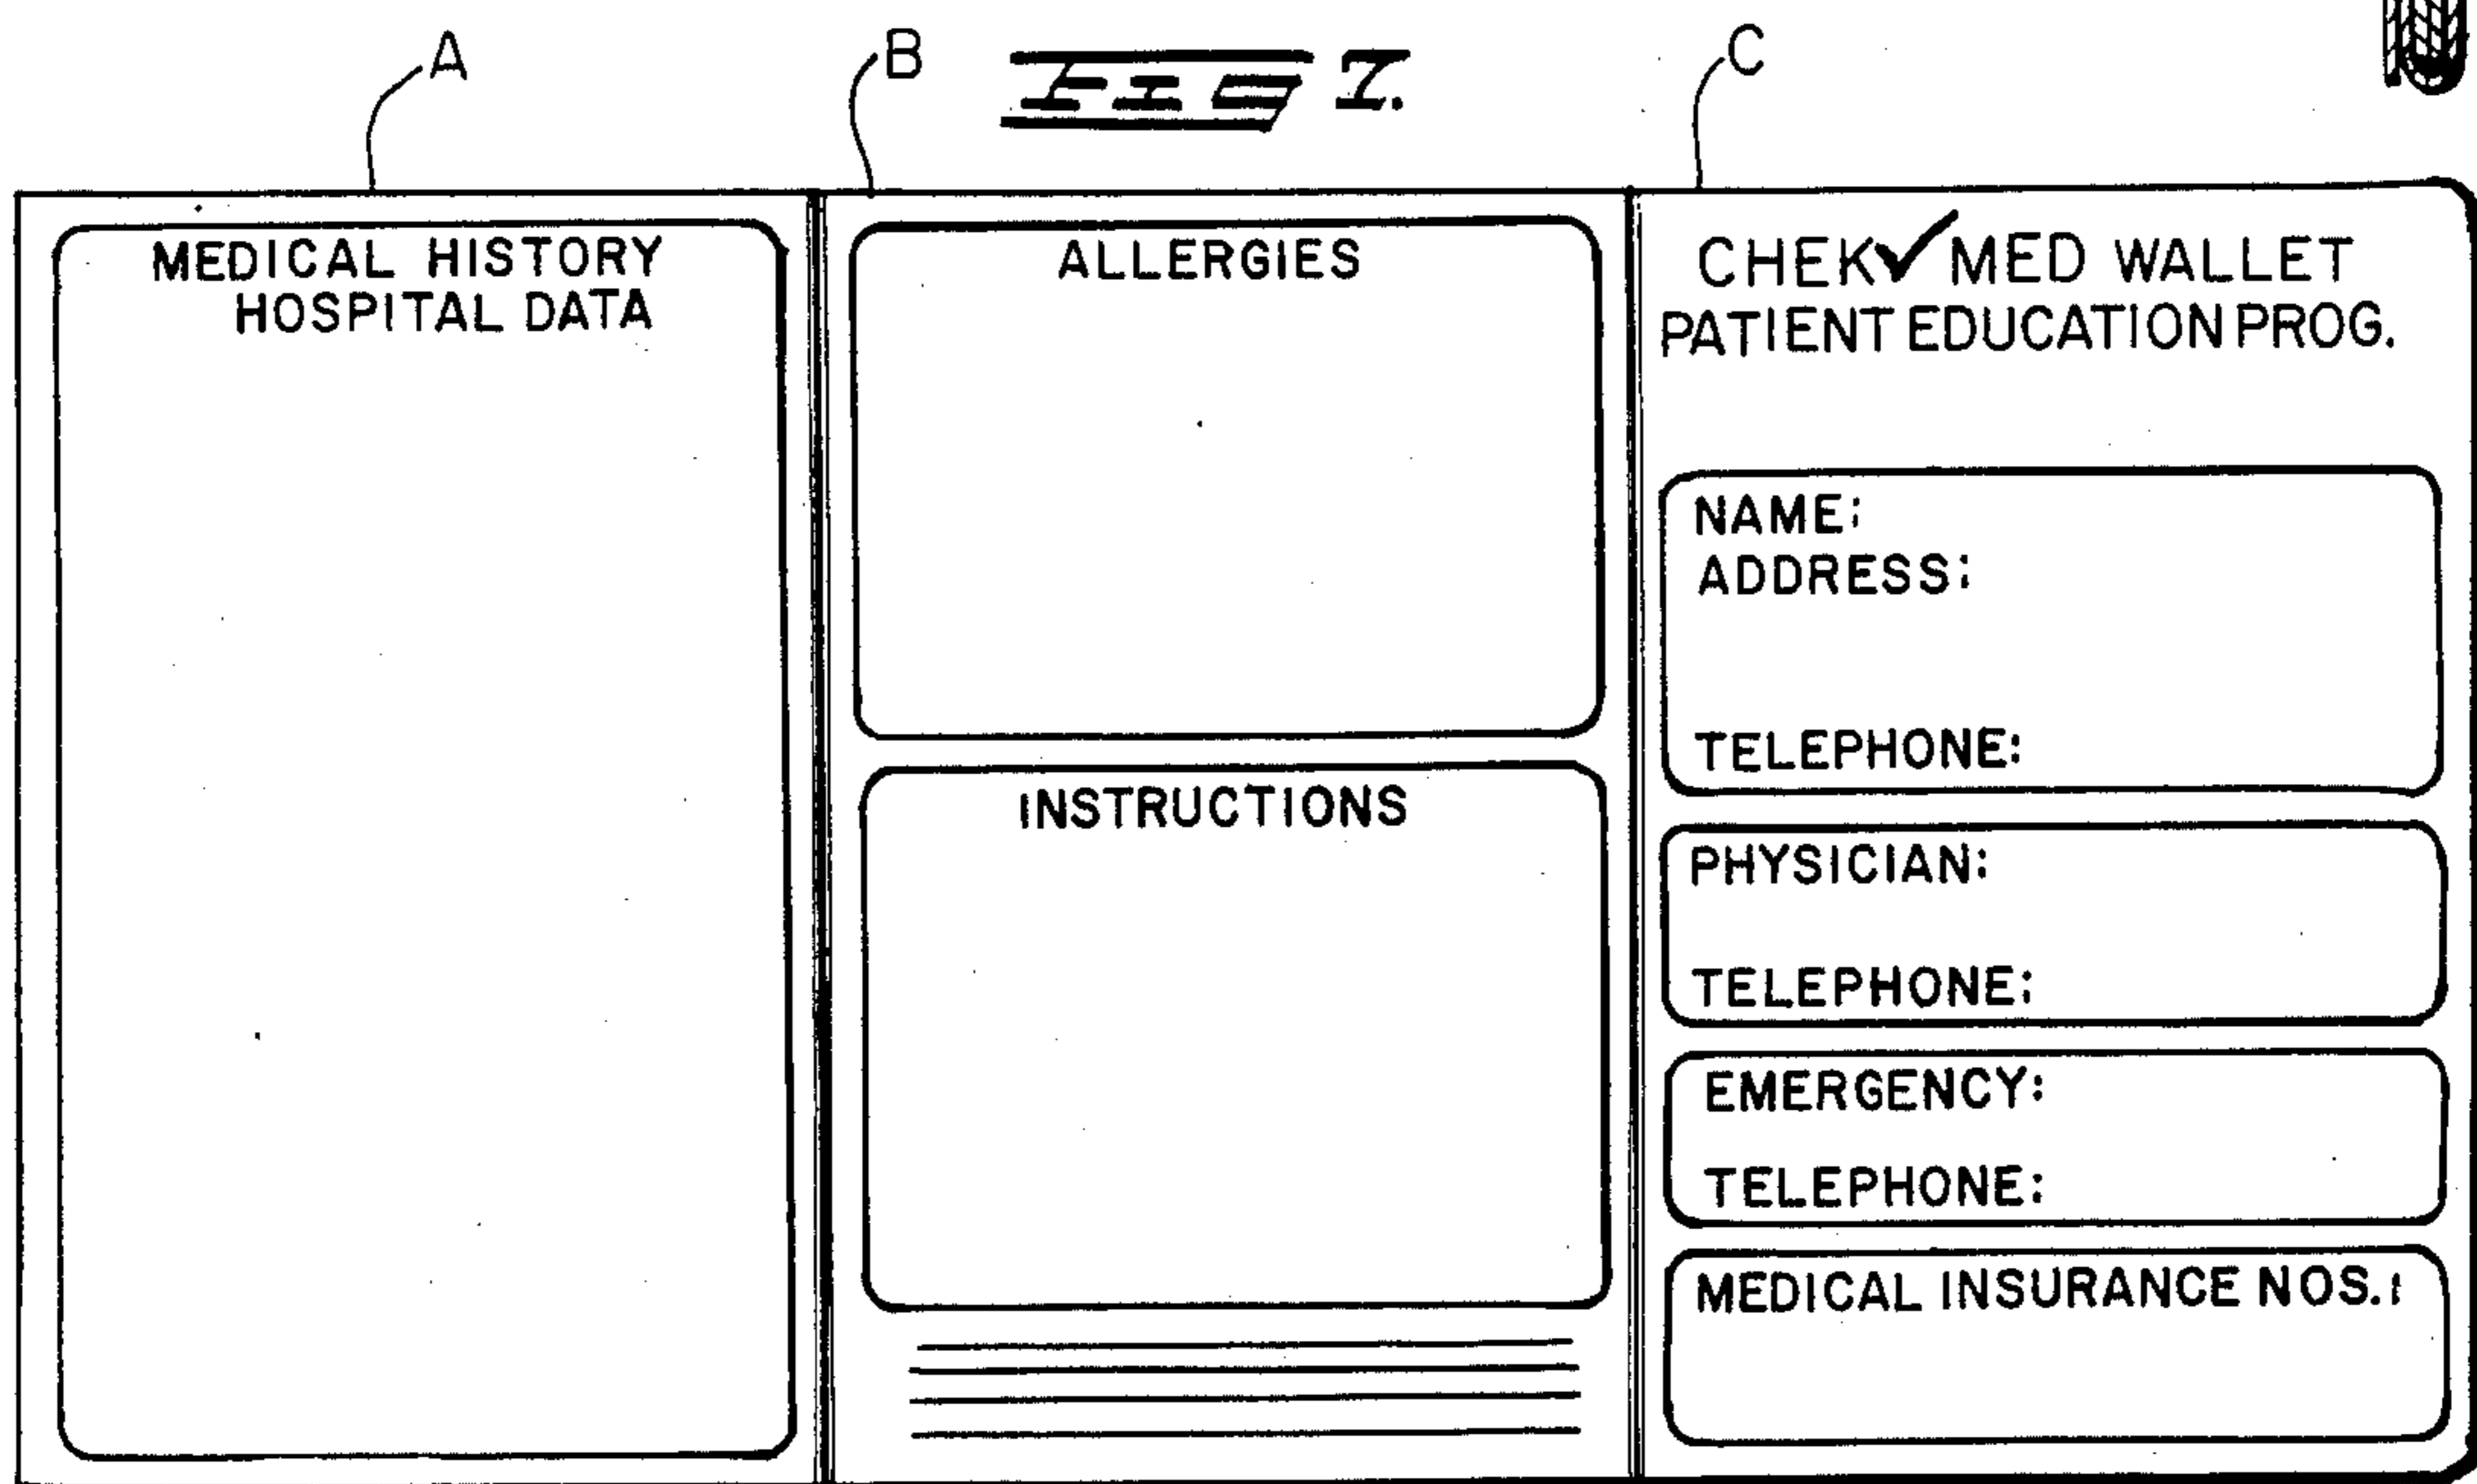 A
B
FIG 7.
C
MEDICAL HISTORY
HOSPITAL DATA
ALLERGIES
INSTRUCTIONS
CHEK✓MED WALLET
PATIENT EDUCATION PROG.
NAME:
ADDRESS:
TELEPHONE:
PHYSICIAN:
TELEPHONE:
EMERGENCY:
TELEPHONE:
MEDICAL INSURANCE NOS.: